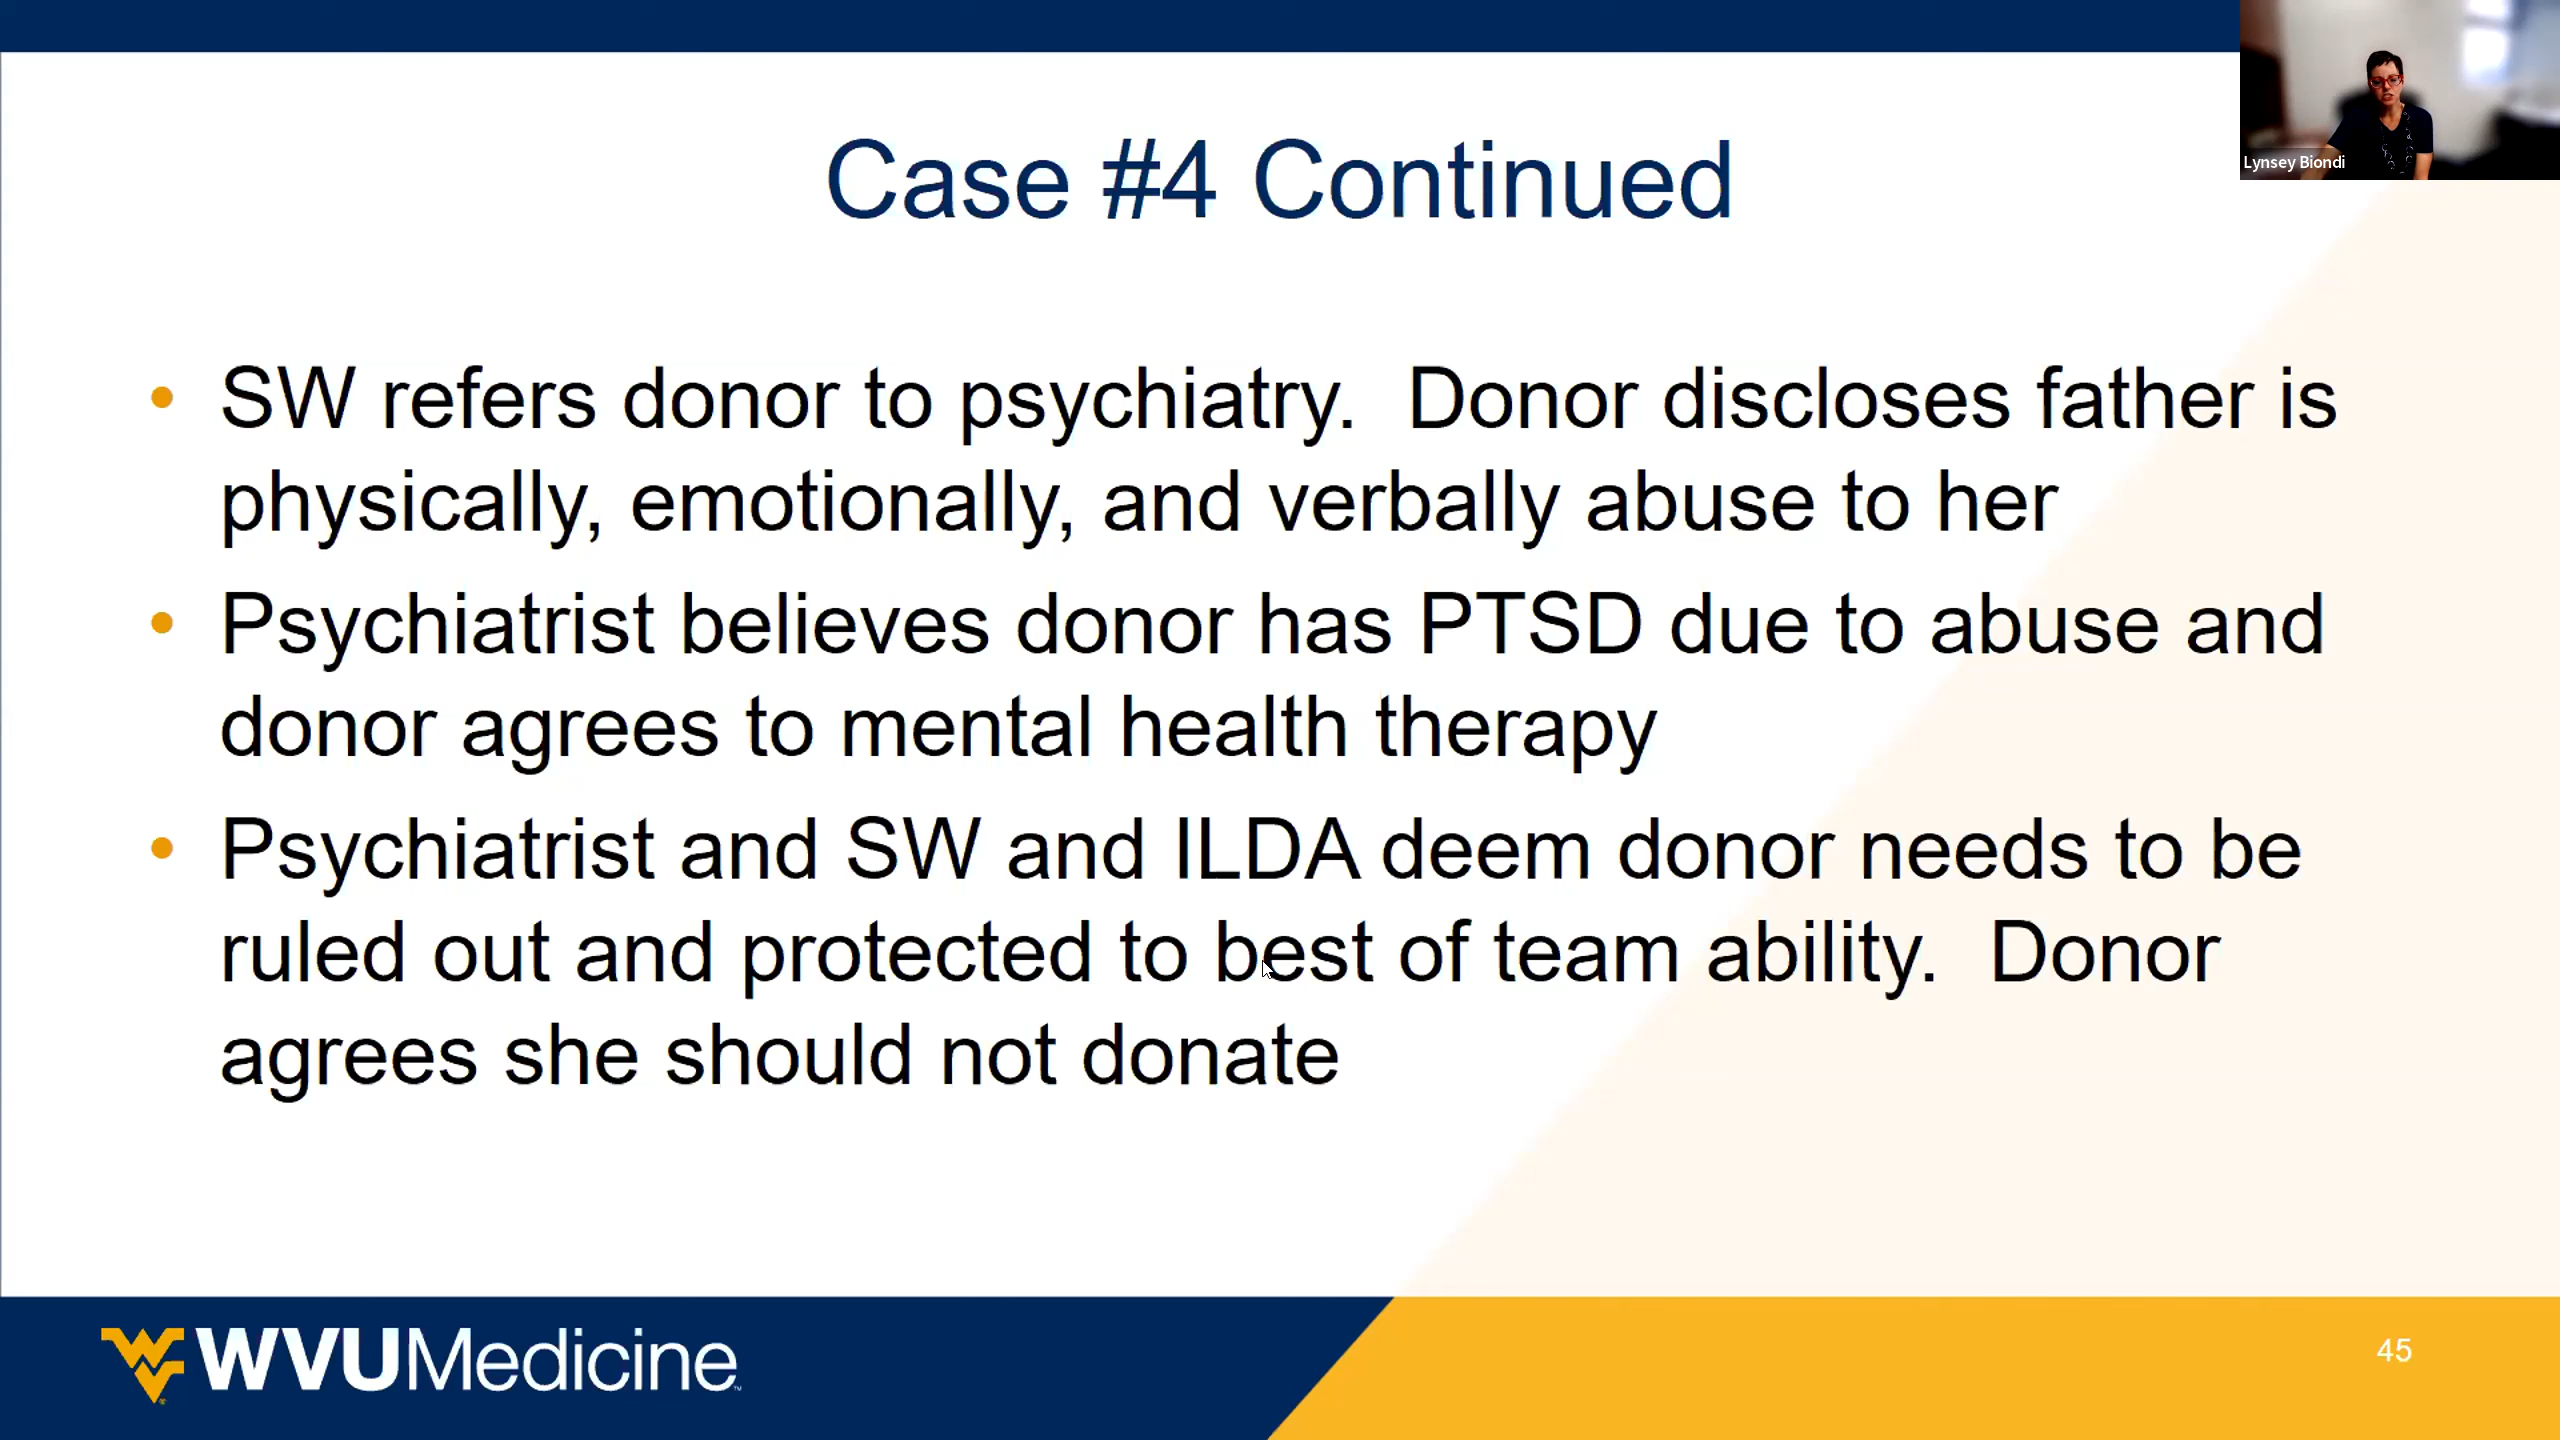 Case #4 Continued
Lynsey Biondi
• SW refers donor to psychiatry.  Donor discloses father is
physically, emotionally, and verbally abuse to her
• Psychiatrist believes donor has PTSD due to abuse and
donor agrees to mental health therapy
• Psychiatrist and SW and ILDA deem donor needs to be
ruled out and protected to best of team ability.  Donor
agrees she should not donate
WVUMedicine™
45